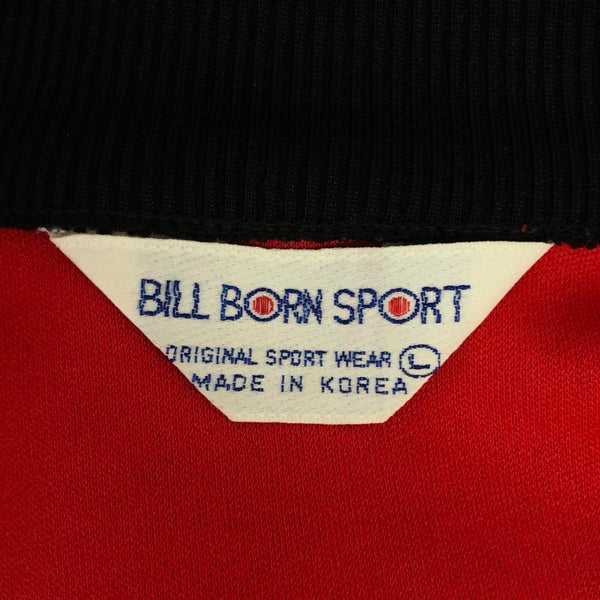 BILL BORN SPORT
ORIGINAL SPORT WEAR L
MADE IN KOREA